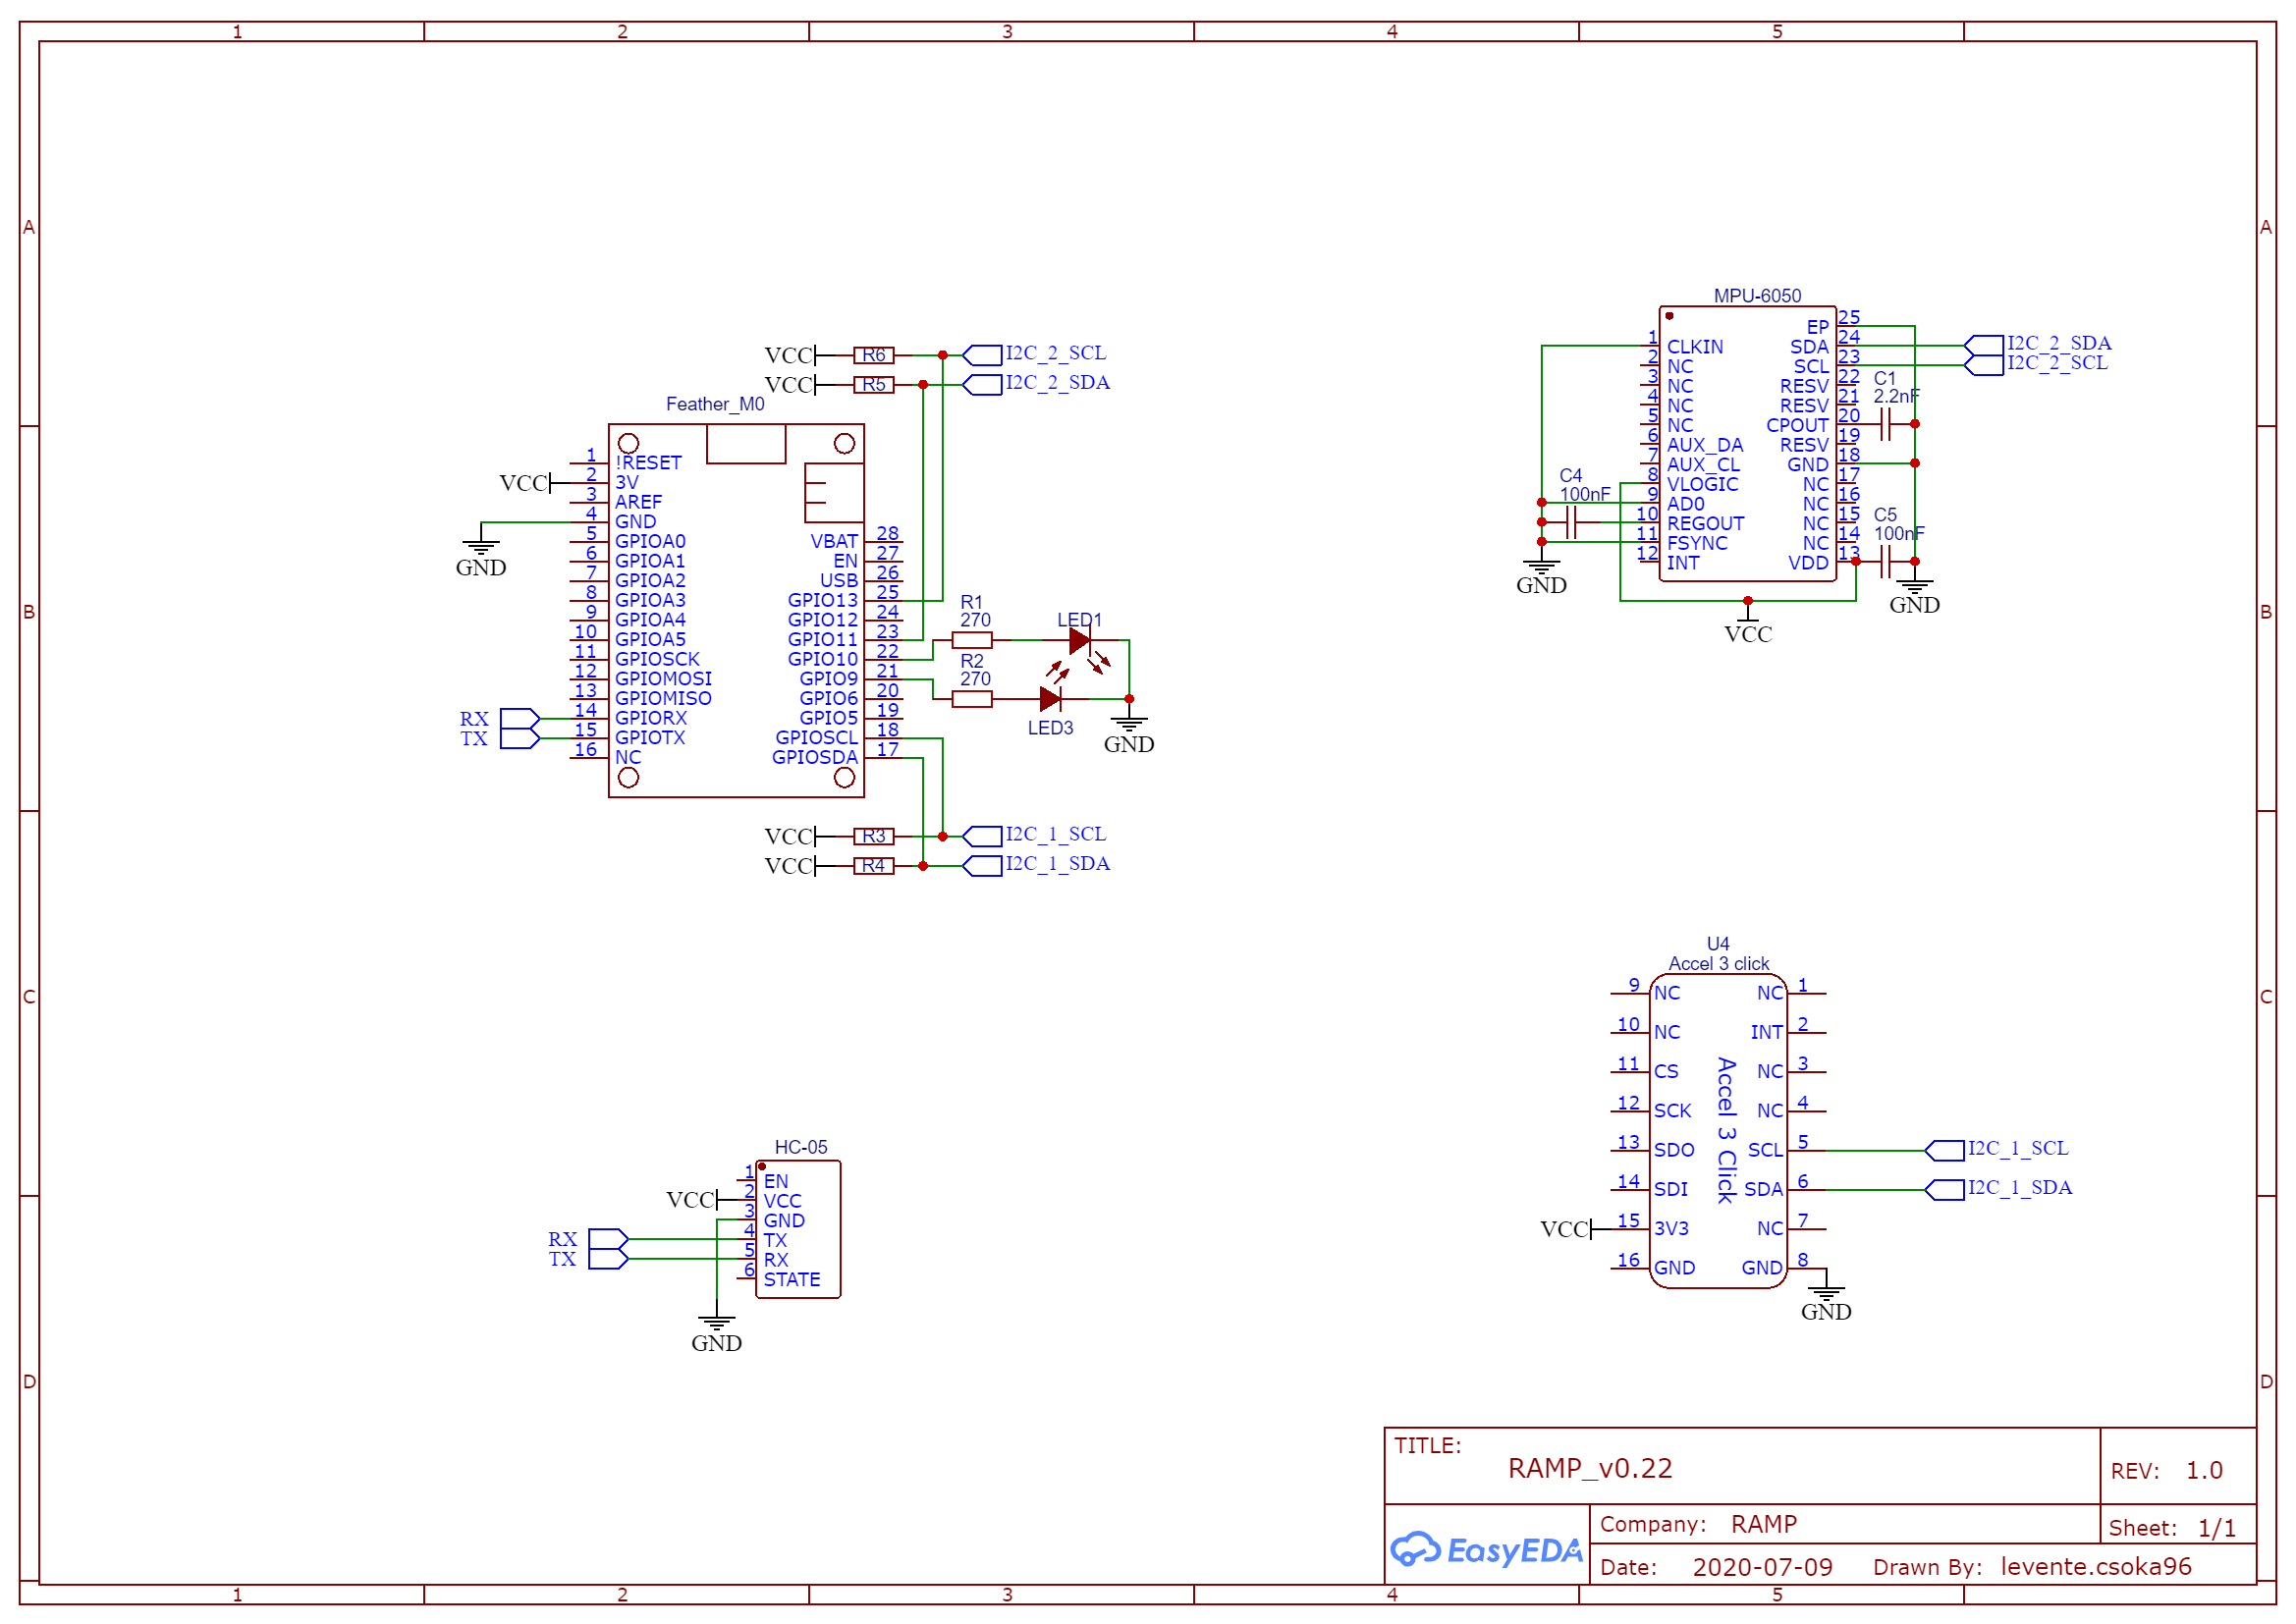 1 2 3 4 5
A A
B B
C C
D D
1 2 3 4 5
VCC R6 I2C_2_SCL
VCC R5 I2C_2_SDA
Feather_M0
1 !RESET
VCC 2 3V
3 AREF
4 GND
GND
5 GPIOA0
6 GPIOA1
7 GPIOA2
8 GPIOA3
9 GPIOA4
10 GPIOA5
11 GPIOSCK
12 GPIOMOSI
13 GPIOMISO
RX 14 GPIORX
TX 15 GPIOTX
16 NC
VBAT 28
EN 27
USB 26
GPIO13 25
GPIO12 24
GPIO11 23
GPIO10 22
GPIO9 21
GPIO6 20
GPIO5 19
GPIOSCL 18
GPIOSDA 17
R1
270
LED1
R2
270
LED3
GND
VCC R3 I2C_1_SCL
VCC R4 I2C_1_SDA
MPU-6050
1 CLKIN
2 NC
3 NC
4 NC
5 NC
6 AUX_DA
7 AUX_CL
8 VLOGIC
9 AD0
10 REGOUT
11 FSYNC
12 INT
C4
100nF
GND
EP 25
SDA 24 I2C_2_SDA
SCL 23 I2C_2_SCL
RESV 22
RESV 21
CPOUT 20
RESV 19
GND 18
NC 17
NC 16
NC 15
NC 14
VDD 13
C1
2.2nF
C5
100nF
GND
VCC
HC-05
1 EN
VCC 2 VCC
3 GND
RX 4 TX
TX 5 RX
6 STATE
GND
U4
Accel 3 click
9 NC NC 1
10 NC INT 2
11 CS NC 3
12 SCK NC 4
13 SDO SCL 5 I2C_1_SCL
14 SDI SDA 6 I2C_1_SDA
VCC 15 3V3 NC 7
16 GND GND 8
Accel 3 Click
GND
TITLE:
RAMP_v0.22
REV: 1.0
EasyEDA
Company: RAMP
Sheet: 1/1
Date: 2020-07-09 Drawn By: levente.csoka96